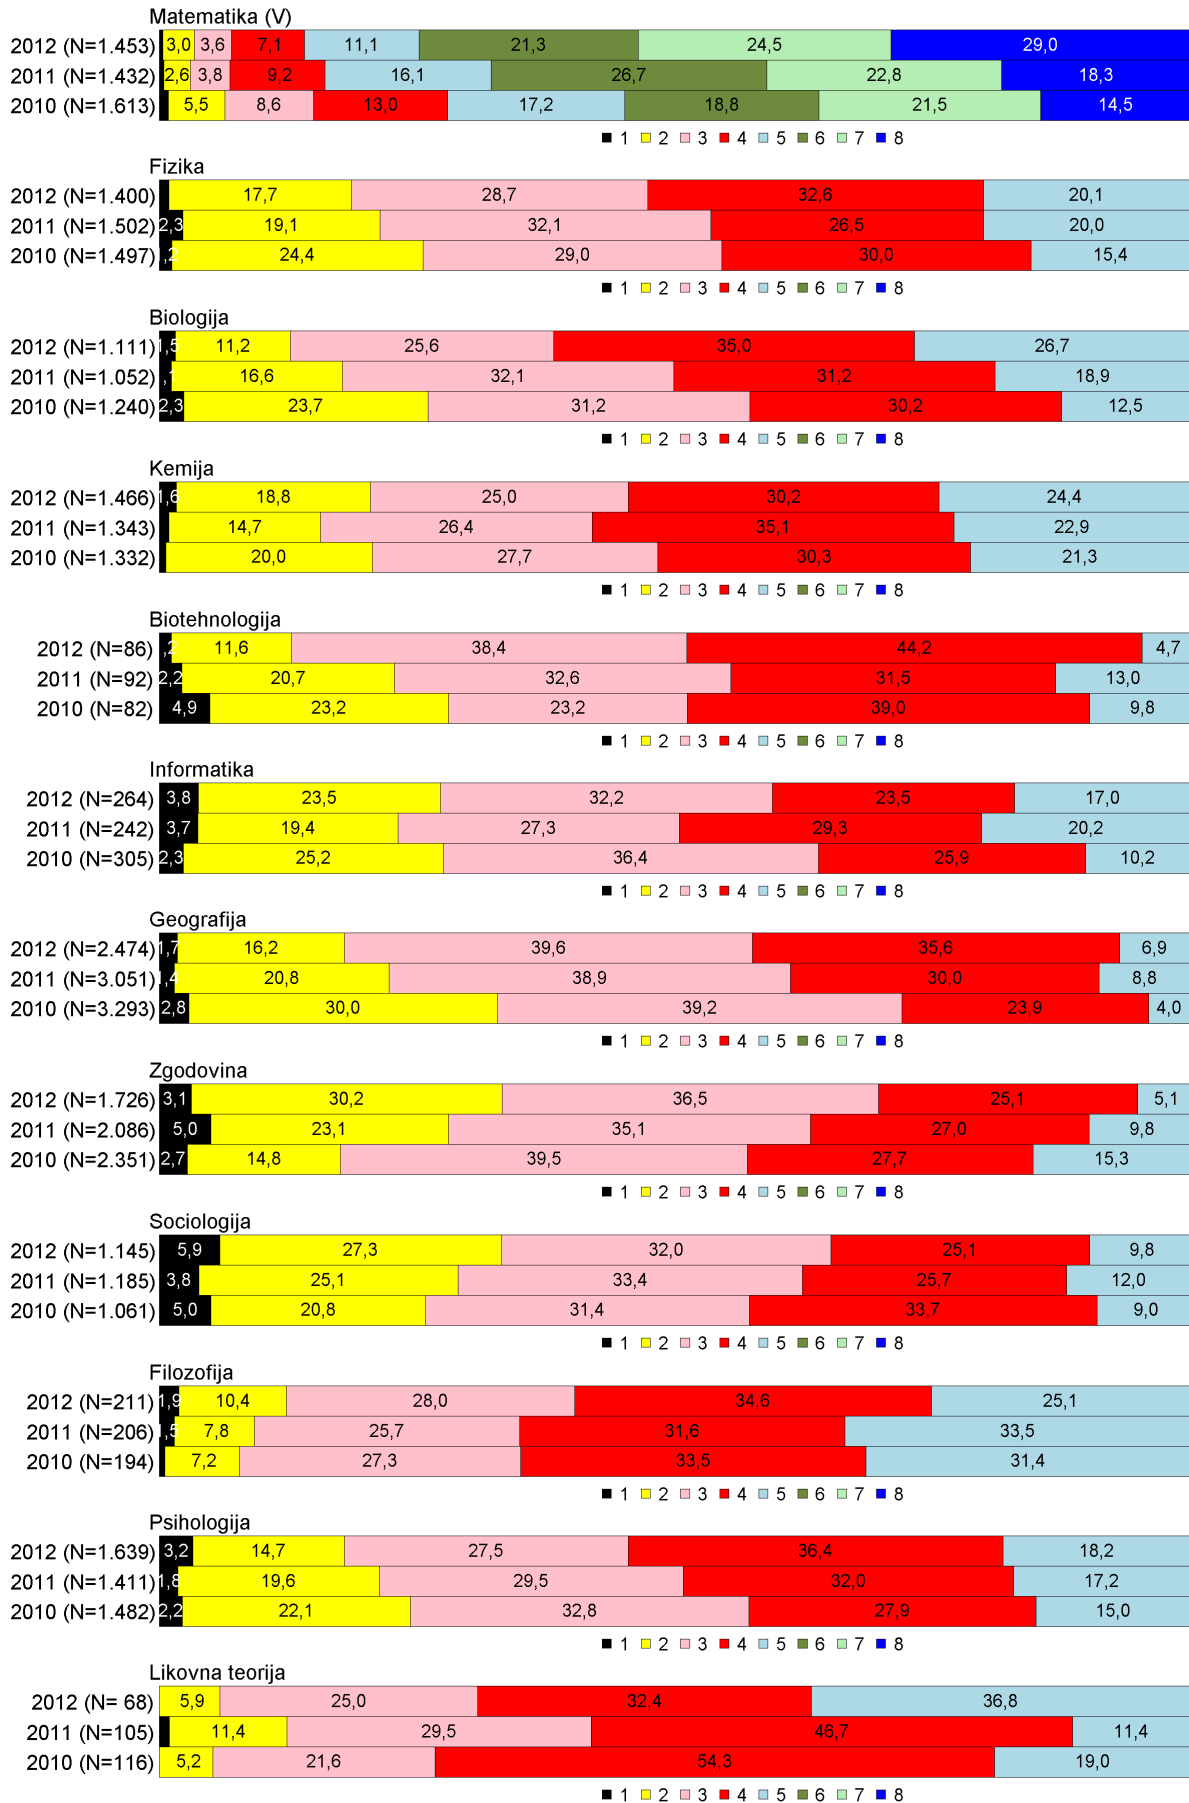 Matematika (V)
2012 (N=1.453) 3,0 3,6 7,1 11,1 21,3 24,5 29,0
2011 (N=1.432) 2,6 3,8 9,2 16,1 26,7 22,8 18,3
2010 (N=1.613) 5,5 8,6 13,0 17,2 18,8 21,5 14,5
1 2 3 4 5 6 7 8
Fizika
2012 (N=1.400) 17,7 28,7 32,6 20,1
2011 (N=1.502) 2,3 19,1 32,1 26,5 20,0
2010 (N=1.497) ,2 24,4 29,0 30,0 15,4
1 2 3 4 5 6 7 8
Biologija
2012 (N=1.111) 1,5 11,2 25,6 35,0 26,7
2011 (N=1.052) ,1 16,6 32,1 31,2 18,9
2010 (N=1.240) 2,3 23,7 31,2 30,2 12,5
1 2 3 4 5 6 7 8
Kemija
2012 (N=1.466) 1,6 18,8 25,0 30,2 24,4
2011 (N=1.343) 14,7 26,4 35,1 22,9
2010 (N=1.332) 20,0 27,7 30,3 21,3
1 2 3 4 5 6 7 8
Biotehnologija
2012 (N=86) ,2 11,6 38,4 44,2 4,7
2011 (N=92) 2,2 20,7 32,6 31,5 13,0
2010 (N=82) 4,9 23,2 23,2 39,0 9,8
1 2 3 4 5 6 7 8
Informatika
2012 (N=264) 3,8 23,5 32,2 23,5 17,0
2011 (N=242) 3,7 19,4 27,3 29,3 20,2
2010 (N=305) 2,3 25,2 36,4 25,9 10,2
1 2 3 4 5 6 7 8
Geografija
2012 (N=2.474) 1,7 16,2 39,6 35,6 6,9
2011 (N=3.051) 1,4 20,8 38,9 30,0 8,8
2010 (N=3.293) 2,8 30,0 39,2 23,9 4,0
1 2 3 4 5 6 7 8
Zgodovina
2012 (N=1.726) 3,1 30,2 36,5 25,1 5,1
2011 (N=2.086) 5,0 23,1 35,1 27,0 9,8
2010 (N=2.351) 2,7 14,8 39,5 27,7 15,3
1 2 3 4 5 6 7 8
Sociologija
2012 (N=1.145) 5,9 27,3 32,0 25,1 9,8
2011 (N=1.185) 3,8 25,1 33,4 25,7 12,0
2010 (N=1.061) 5,0 20,8 31,4 33,7 9,0
1 2 3 4 5 6 7 8
Filozofija
2012 (N=211) 1,9 10,4 28,0 34,6 25,1
2011 (N=206) 1,5 7,8 25,7 31,6 33,5
2010 (N=194) 7,2 27,3 33,5 31,4
1 2 3 4 5 6 7 8
Psihologija
2012 (N=1.639) 3,2 14,7 27,5 36,4 18,2
2011 (N=1.411) 1,8 19,6 29,5 32,0 17,2
2010 (N=1.482) 2,2 22,1 32,8 27,9 15,0
1 2 3 4 5 6 7 8
Likovna teorija
2012 (N= 68) 5,9 25,0 32,4 36,8
2011 (N=105) 11,4 29,5 46,7 11,4
2010 (N=116) 5,2 21,6 54,3 19,0
1 2 3 4 5 6 7 8